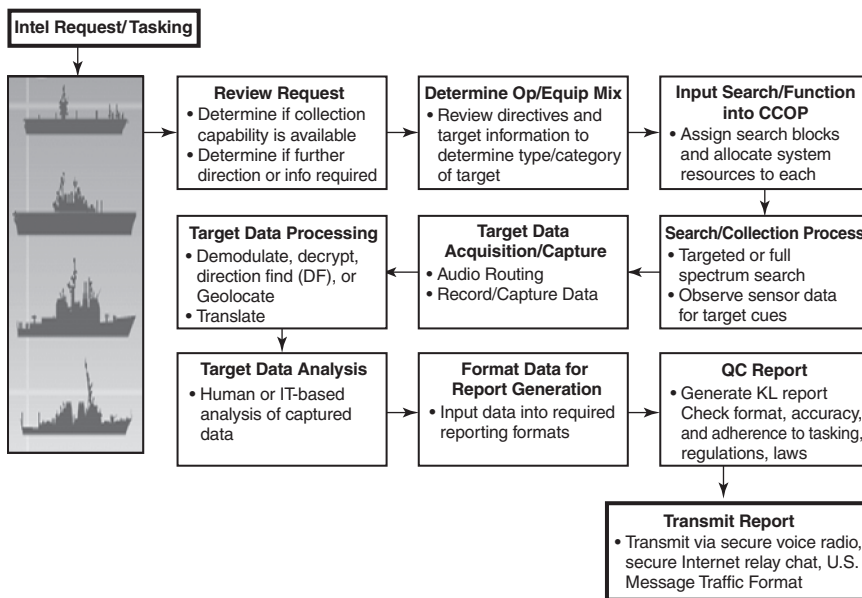 Intel Request/Tasking
Review Request
• Determine if collection
capability is available
• Determine if further
direction or info required
Determine Op/Equip Mix
• Review directives and
target information to
determine type/category
of target
Input Search/Function
into CCOP
• Assign search blocks
and allocate system
resources to each
Search/Collection Process
• Targeted or full
spectrum search
• Observe sensor data
for target cues
Target Data
Acquisition/Capture
• Audio Routing
• Record/Capture Data
Target Data Processing
• Demodulate, decrypt,
direction find (DF), or
Geolocate
• Translate
Target Data Analysis
• Human or IT-based
analysis of captured
data
Format Data for
Report Generation
• Input data into required
reporting formats
QC Report
• Generate KL report
Check format, accuracy,
and adherence to tasking,
regulations, laws
Transmit Report
• Transmit via secure voice radio,
secure Internet relay chat, U.S.
Message Traffic Format